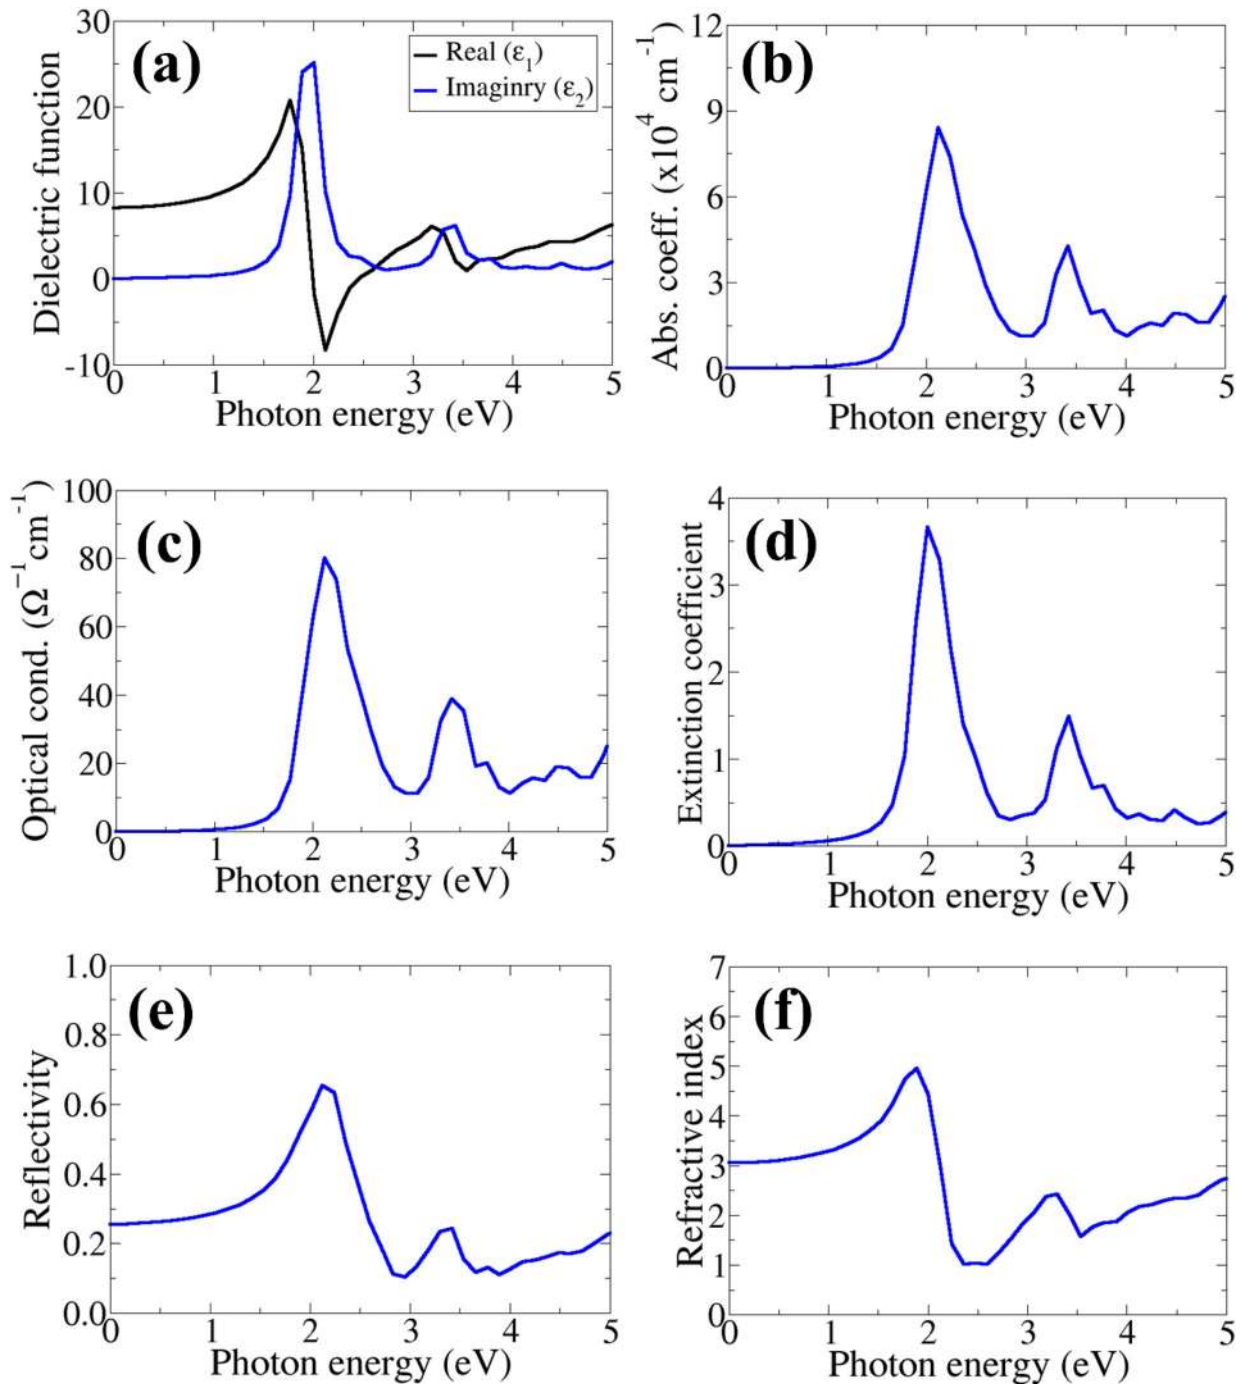 (a)
Real (ε₁)
Imaginry (ε₂)
Dielectric function
30
20
10
0
-10
0 1 2 3 4 5
Photon energy (eV)
(b)
Abs. coeff. (x10⁴ cm⁻¹)
12
9
6
3
0
0 1 2 3 4 5
Photon energy (eV)
(c)
Optical cond. (Ω⁻¹cm⁻¹)
100
80
60
40
20
0
0 1 2 3 4 5
Photon energy (eV)
(d)
Extinction coefficient
4
3
2
1
0
0 1 2 3 4 5
Photon energy (eV)
(e)
Reflectivity
1.0
0.8
0.6
0.4
0.2
0.0
0 1 2 3 4 5
Photon energy (eV)
(f)
Refractive index
7
6
5
4
3
2
1
0
0 1 2 3 4 5
Photon energy (eV)